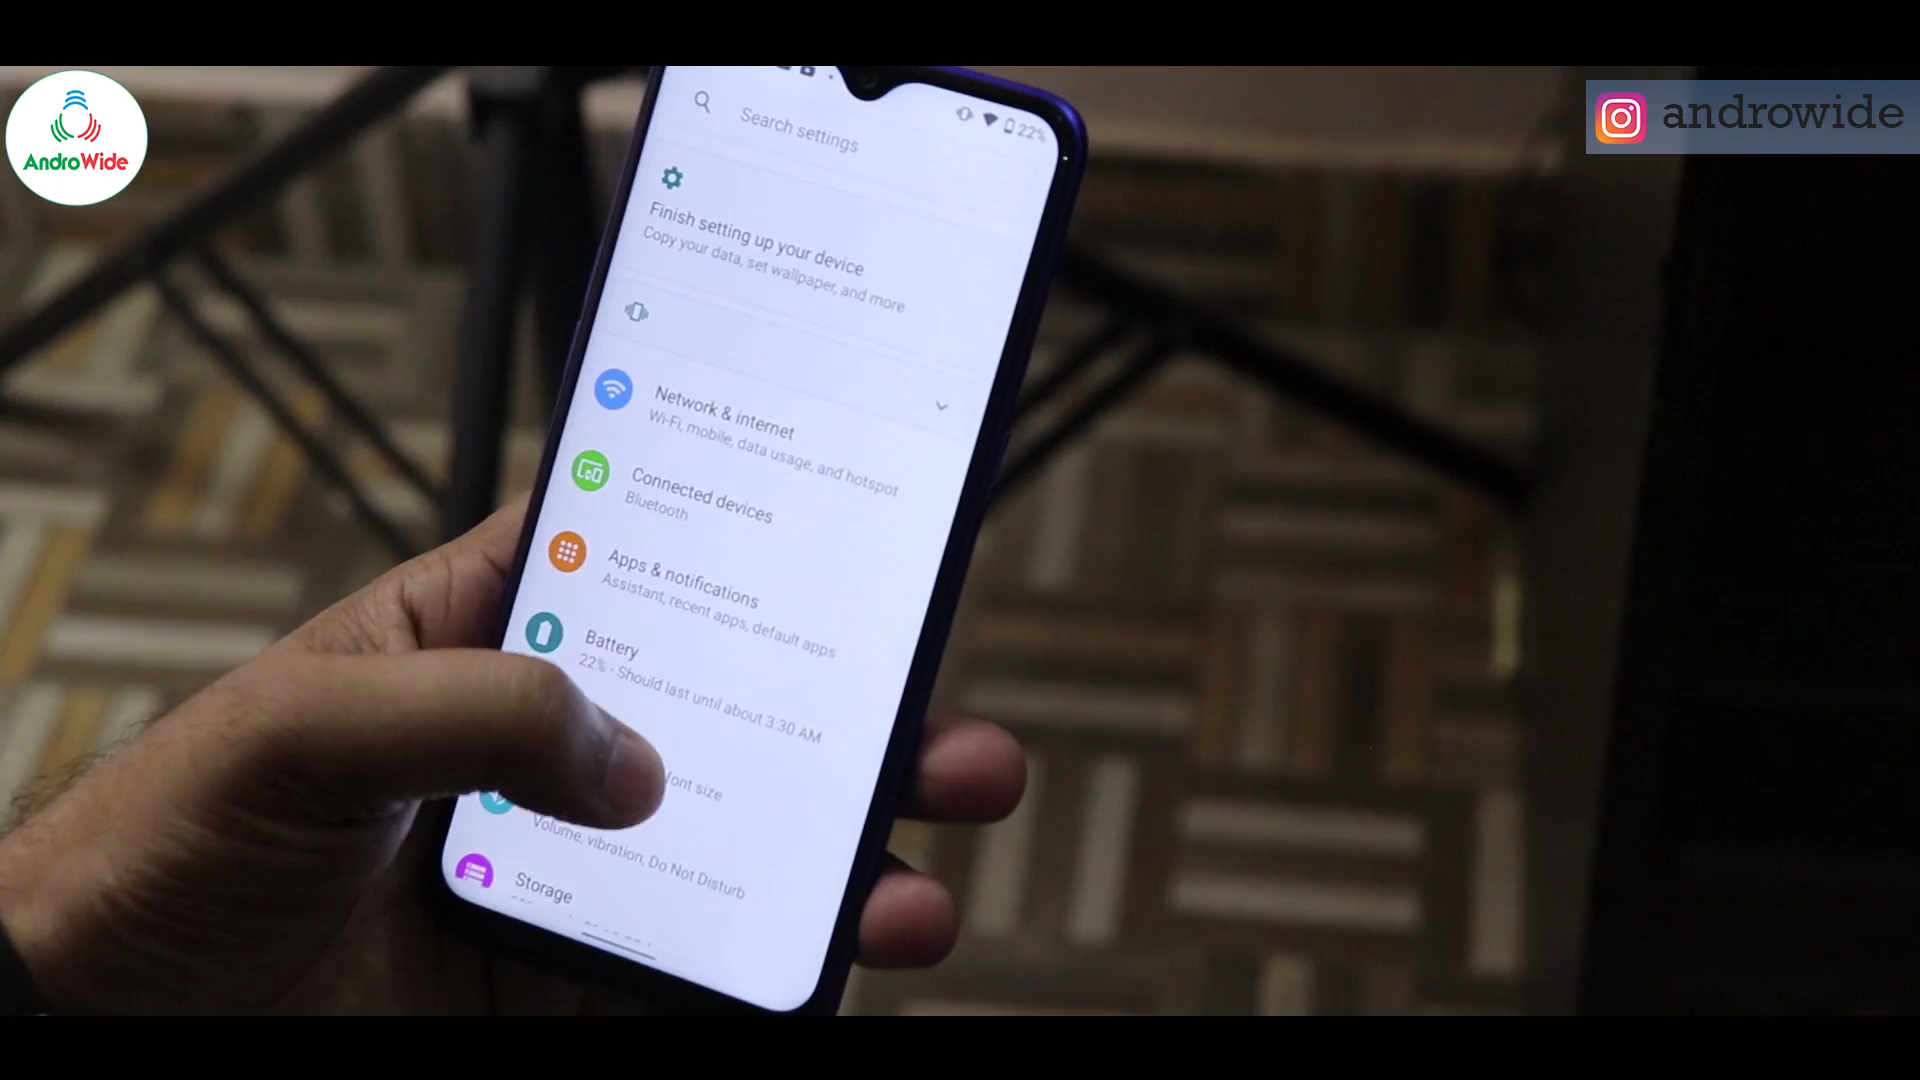 AndroWide
androwide
22%
Search settings
Finish setting up your device
Copy your data, set wallpaper, and more
Network & internet
Wi-Fi, mobile, data usage, and hotspot
Connected devices
Bluetooth
Apps & notifications
Assistant, recent apps, default apps
Battery
22% - Should last until about 3:30 AM
font size
Volume, vibration, Do Not Disturb
Storage